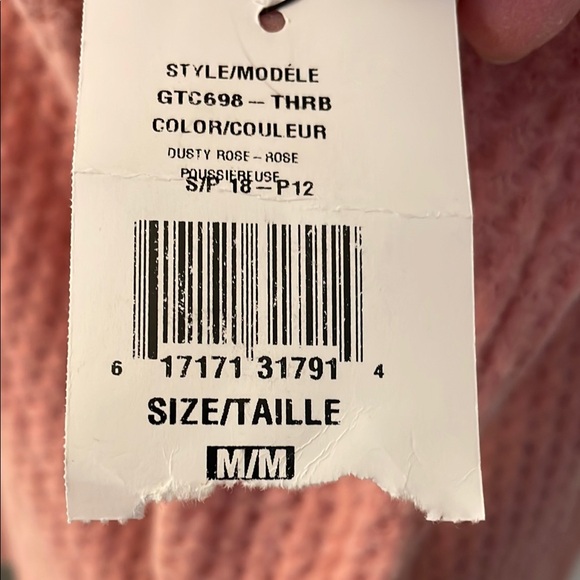 STYLE/MODÉLE
GTC698 – THRB
COLOR/COULEUR
DUSTY ROSE – ROSE
POUSSIEREUSE
S/P 18 – P12
6 17171 31791 4
SIZE/TAILLE
M/M